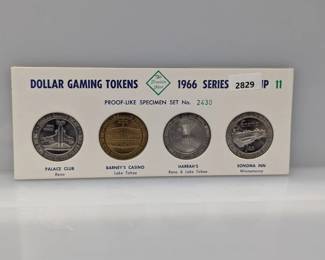 DOLLAR GAMING TOKENS
1966 SERIES
2829
11
PROOF-LIKE SPECIMEN SET No. 2430
PALACE CLUB
Reno
BARNEY'S CASINO
Lake Tahoe
HARRAH'S
Reno & Lake Tahoe
SONOMA INN
Winnemucca